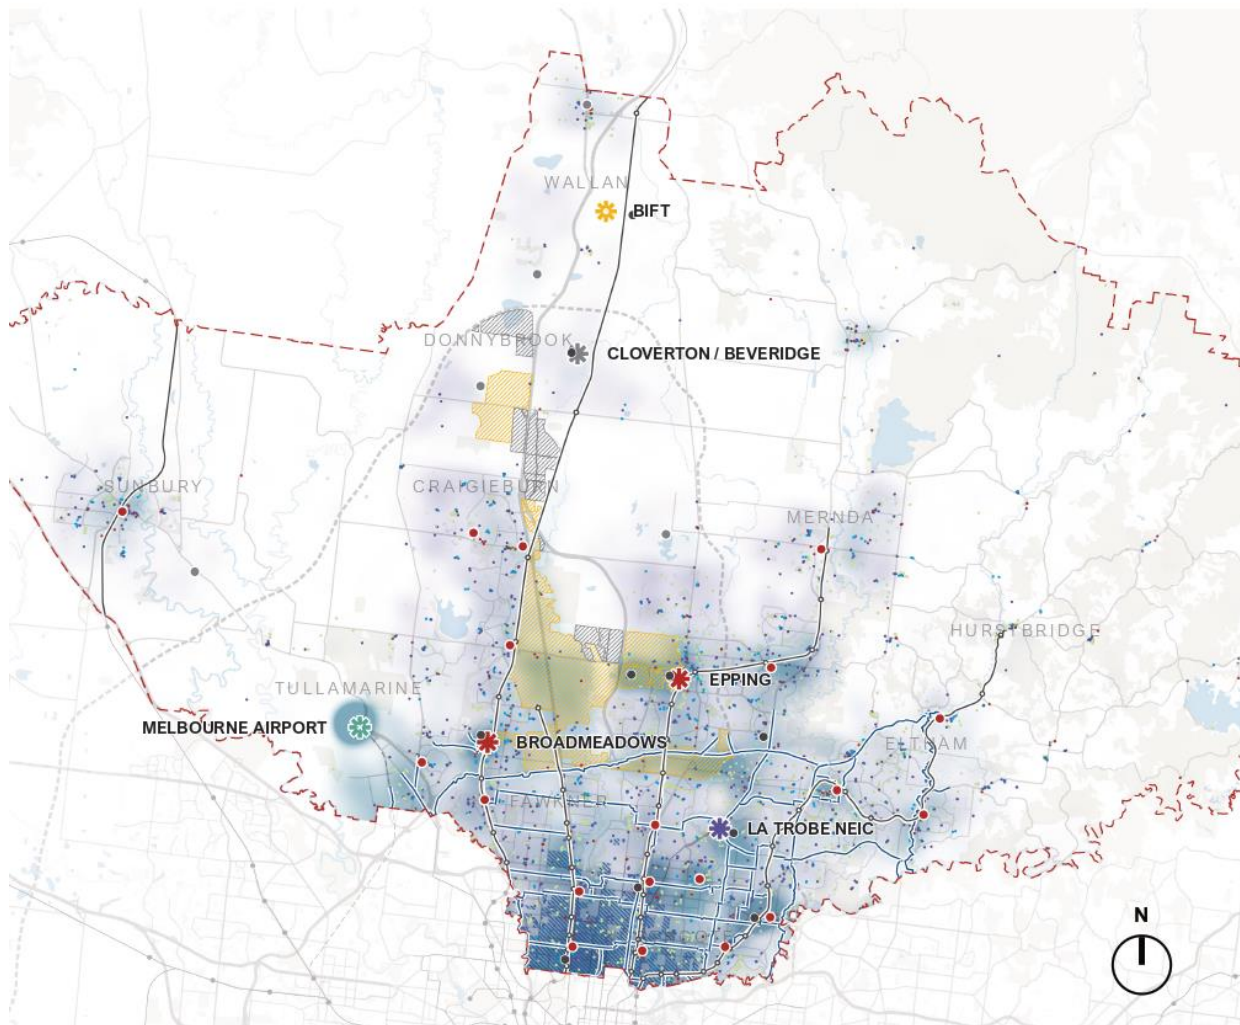 WALLAN
BIFT
DONNYBROOK
CLOVERTON / BEVERIDGE
SUNBURY
CRAIGIEBURN
MERNDA
HURSTBRIDGE
TULLAMARINE
EPPING
MELBOURNE AIRPORT
BROADMEADOWS
ELTHAM
FAWKNER
LA TROBE NEIC
N